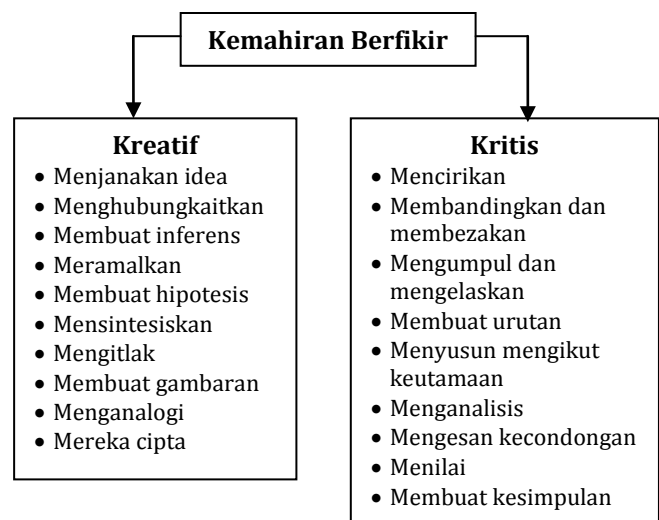 Kemahiran Berfikir
Kreatif
• Menjanakan idea
• Menghubungkaitkan
• Membuat inferens
• Meramalkan
• Membuat hipotesis
• Mensintesiskan
• Mengitlak
• Membuat gambaran
• Menganalogi
• Mereka cipta
Kritis
• Mencirikan
• Membandingkan dan
membezakan
• Mengumpul dan
mengelaskan
• Membuat urutan
• Menyusun mengikut
keutamaan
• Menganalisis
• Mengesan kecondongan
• Menilai
• Membuat kesimpulan